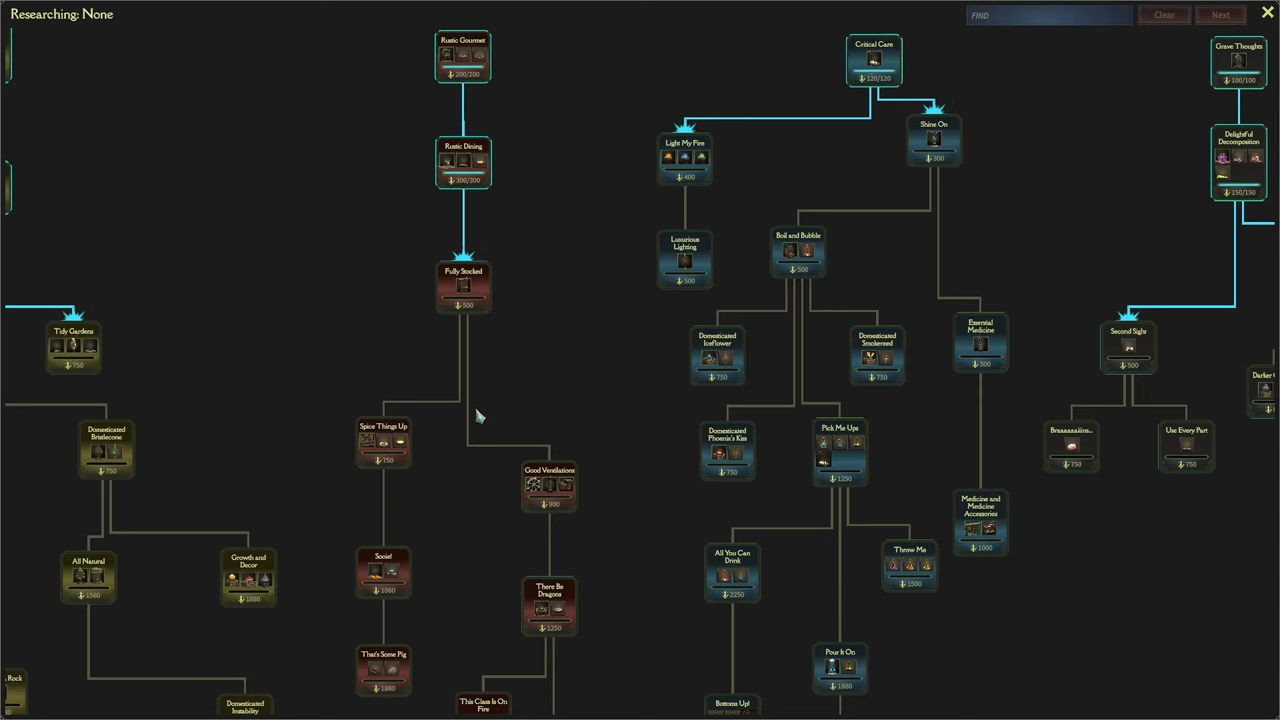 Researching: None
FIND
Clear
Next
Rustic Gourmet
200/200
Critical Care
120/120
Grave Thoughts
100/100
Rustic Dining
300/300
Light My Fire
400
Shine On
300
Delightful
Decomposition
150/150
Luxurious
Lighting
500
Boil and Bubble
500
Fully Stocked
500
Tidy Gardens
750
Domesticated
Iceflower
750
Domesticated
Smokereed
750
Essential
Medicine
500
Second Sight
500
Domesticated
Bristlecone
750
Spice Things Up
750
Good Ventilations
900
Domesticated
Phoenix's Kiss
750
Pick Me Ups
1250
Braaaaaaiins...
750
Use Every Part
750
Medicine and
Medicine
Accessories
1000
All Natural
1560
Growth and
Decor
1880
Sooie!
1060
There Be
Dragons
1250
All You Can
Drink
2250
Throw Me
1500
That's Some Pig
1880
Pour It On
1880
Rock
Domesticated
Instability
This Class Is On
Fire
Bottoms Up!